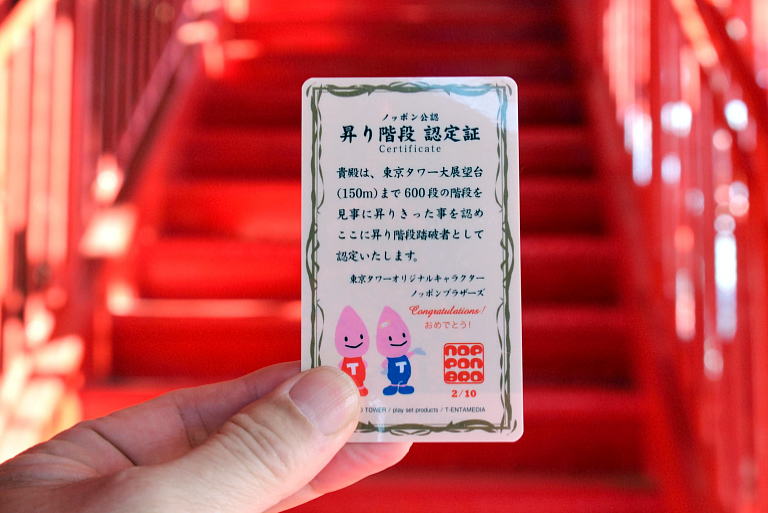 ノッポン公認
昇り階段 認定証
Certificate
貴殿は、東京タワー大展望台
(150m)まで600段の階段を
見事に昇りきった事を認め
ここに昇り階段踏破者として
認定いたします。
東京タワーオリジナルキャラクター
ノッポンブラザーズ
Congratulations!
おめでとう!
T
T
NOP
PON
BRO
2/10
TOWER / play set products / T-ENTAMEDIA